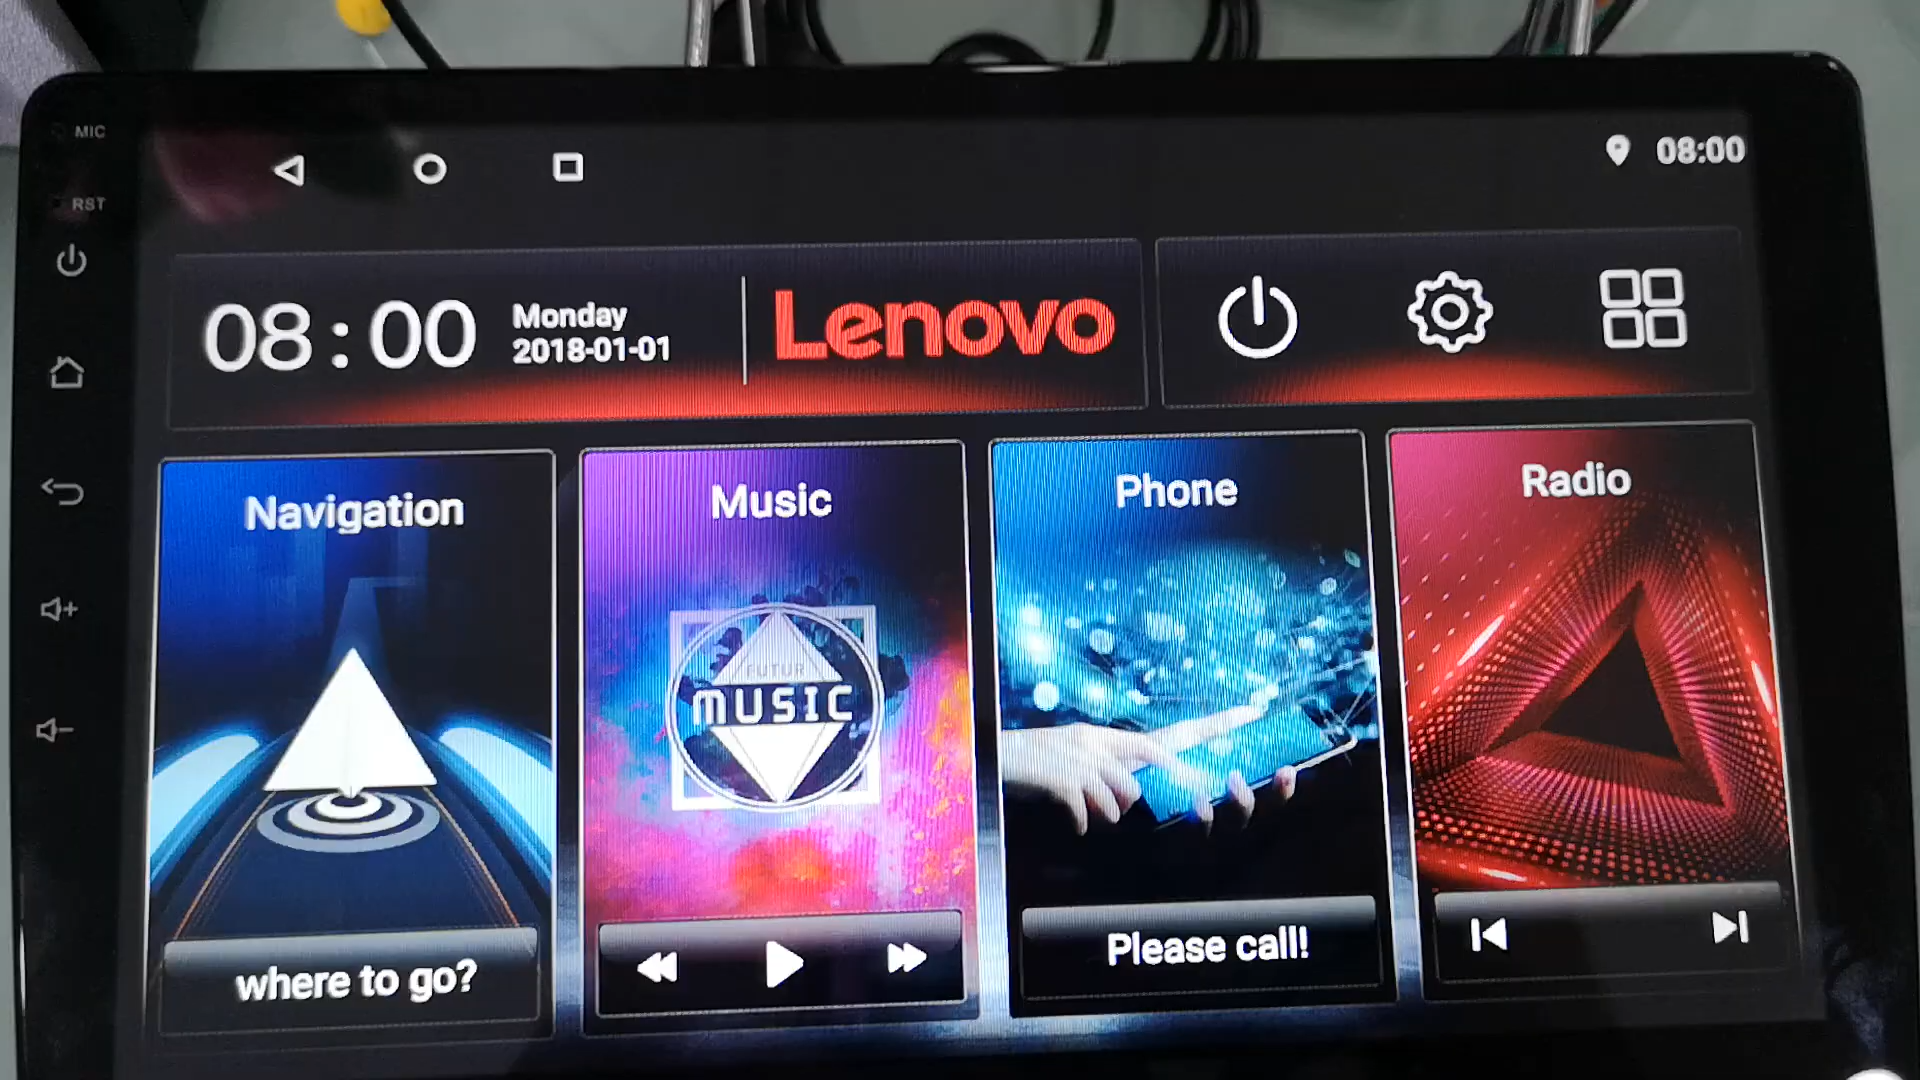 MIC
08:00
RST
08:00
Monday
2018-01-01
Lenovo
Navigation
Music
Phone
Radio
FUTUR
MUSIC
where to go?
Please call!